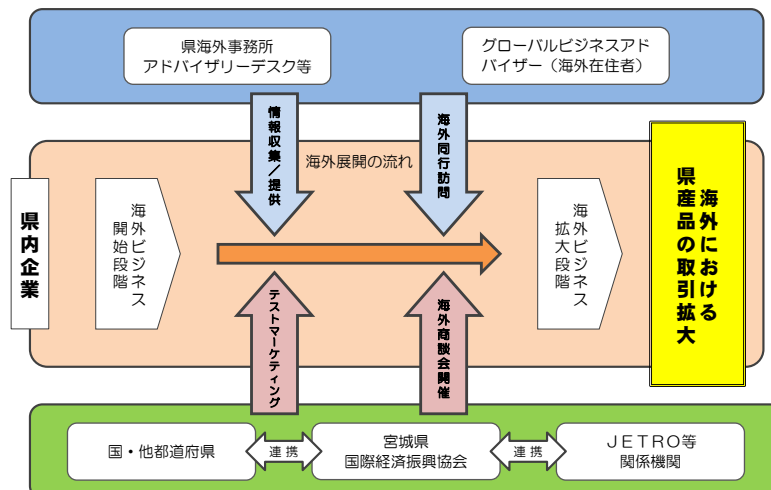 県海外事務所
アドバイザリーデスク等
グローバルビジネスアド
バイザー（海外在住者）
情報収集／提供
海外同行訪問
海外展開の流れ
県内企業
海外ビジネス
開始段階
海外ビジネス
拡大段階
海外における
県産品の取引拡大
テストマーケティング
海外商談会開催
国・他都道府県
連携
宮城県
国際経済振興協会
連携
ＪＥＴＲＯ等
関係機関